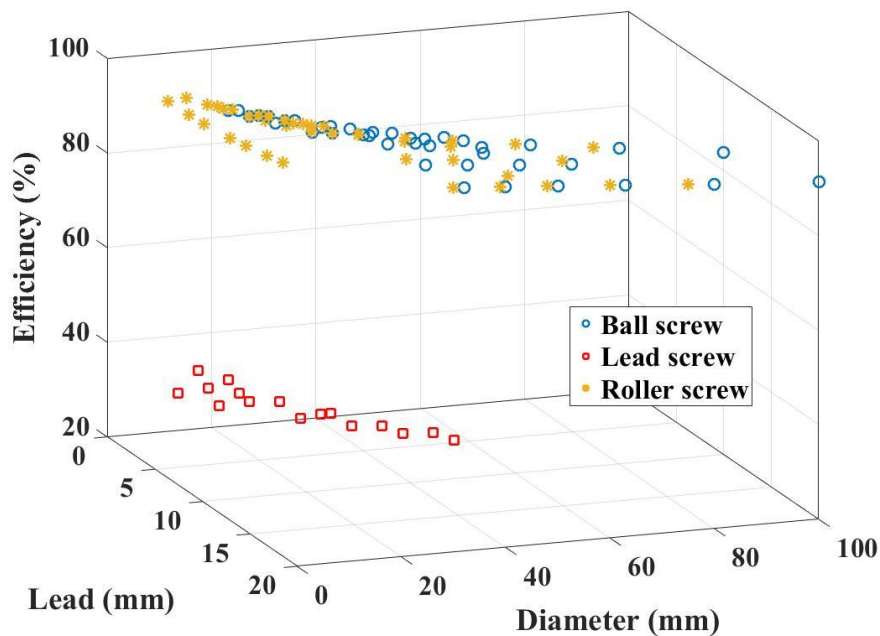 100
80
60
40
20
Efficiency (%)
0
5
10
15
20
Lead (mm)
0
20
40
60
80
100
Diameter (mm)
Ball screw
Lead screw
Roller screw